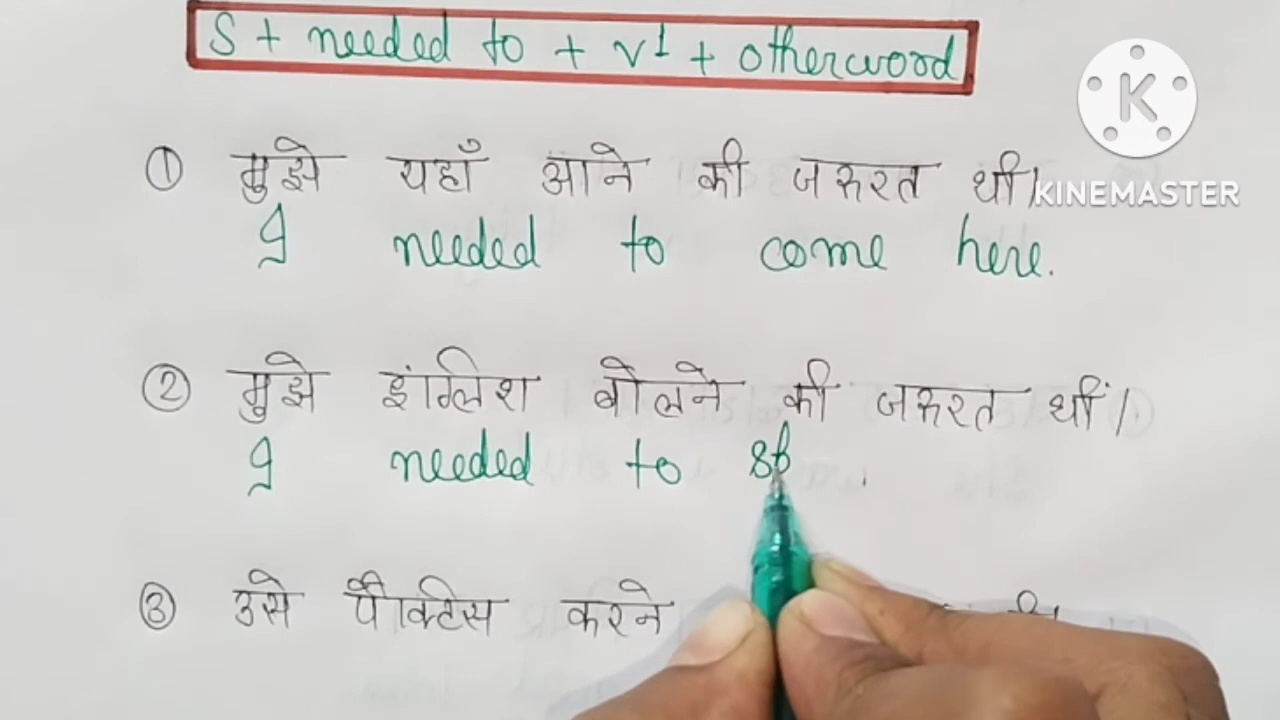 S + needed to + v1 + otherword
K
KINEMASTER
① मुझे यहाँ आने की जरूरत थी।
I needed to come here.
② मुझे इंग्लिश बोलने की जरूरत थीं।
I needed to sp
③ उसे पैक्टिस करने